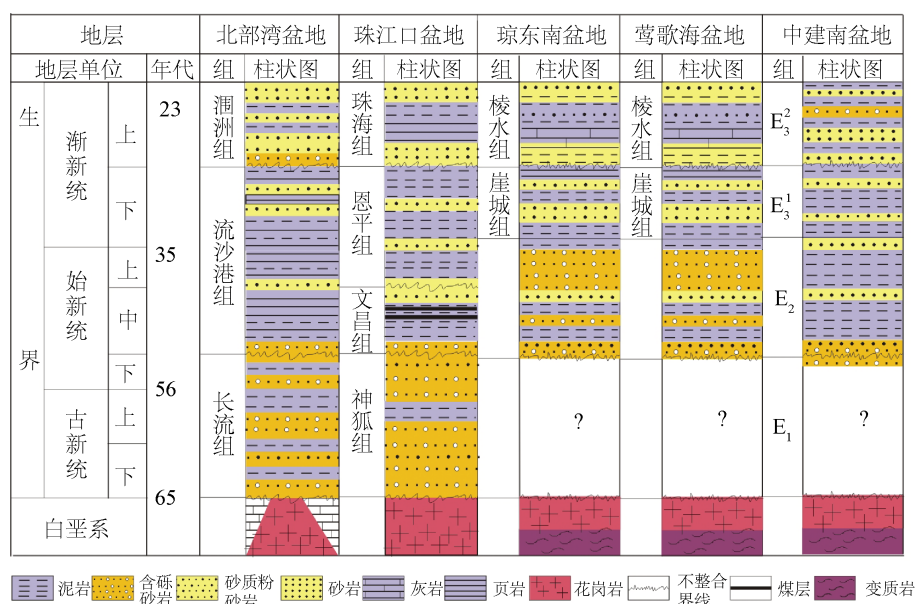 地层 北部湾盆地 珠江口盆地 琼东南盆地 莺歌海盆地 中建南盆地
地层单位 年代 组 柱状图 组 柱状图 组 柱状图 组 柱状图 组 柱状图
生界
渐新统
上
下
始新统
上
中
下
古新统
上
下
白垩系
23
35
56
65
涠洲组
流沙港组
长流组
珠海组
恩平组
文昌组
神狐组
棱水组
崖城组
?
棱水组
崖城组
?
E₃²
E₃¹
E₂
E₁
?
泥岩 含砾砂岩 砂质粉砂岩 砂岩 灰岩 页岩 花岗岩 不整合界线 煤层 变质岩